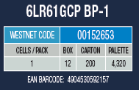 6LR61GCP BP-1
WESTNET CODE 00152653
CELLS / PACK BOX CARTON PALETTE
1 12 200 4.320
EAN BARCODE: 4904530592157